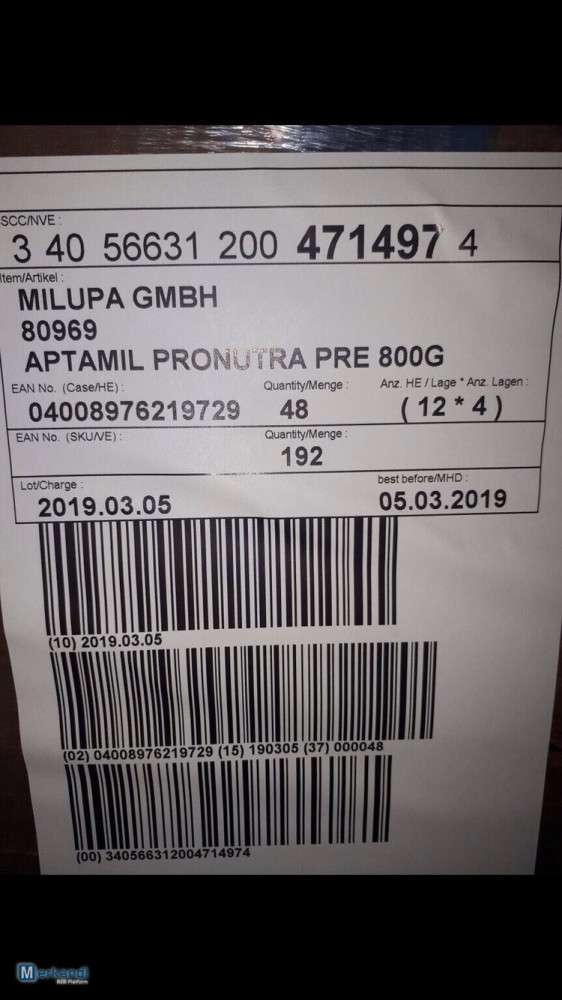 SCC/NVE :
3 40 56631 200 471497 4
Item/Artikel :
MILUPA GMBH
80969
APTAMIL PRONUTRA PRE 800G
EAN No. (Case/HE) :
Quantity/Menge :
Anz. HE / Lage * Anz. Lagen :
04008976219729
48
( 12 * 4 )
EAN No. (SKU/VE) :
Quantity/Menge :
192
Lot/Charge :
best before/MHD :
2019.03.05
05.03.2019
(10) 2019.03.05
(02) 04008976219729 (15) 190305 (37) 000048
(00) 340566312004714974
Merkandi
B2B Platform